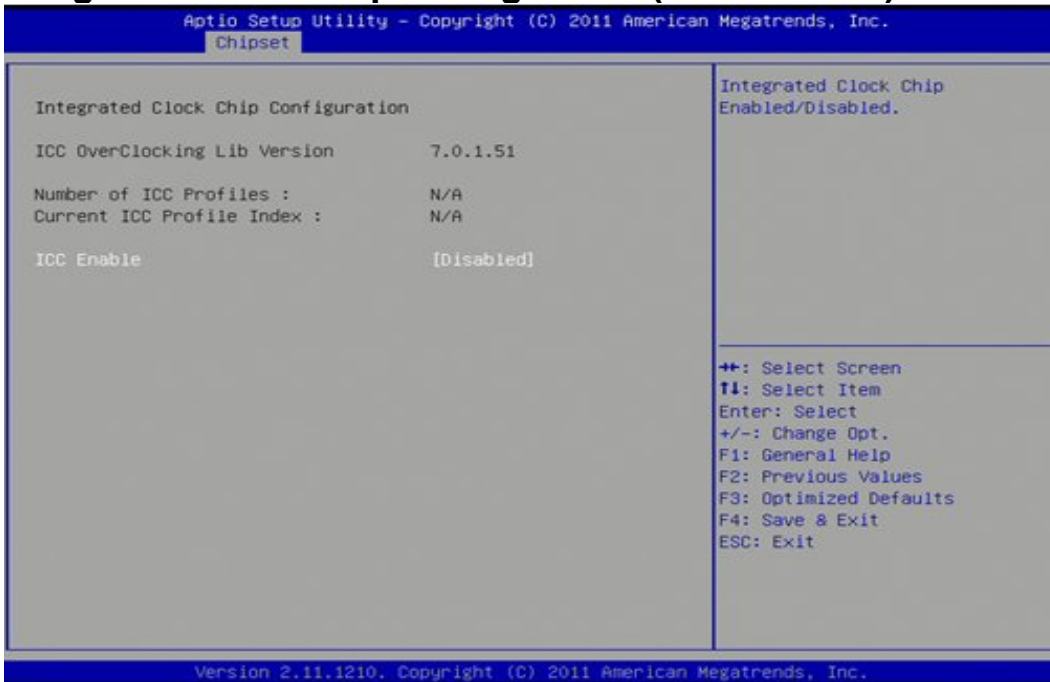 Aptio Setup Utility – Copyright (C) 2011 American Megatrends, Inc.
Chipset
Integrated Clock Chip Configuration
ICC OverClocking Lib Version 7.0.1.51
Number of ICC Profiles : N/A
Current ICC Profile Index : N/A
ICC Enable [Disabled]
Integrated Clock Chip
Enabled/Disabled.
→←: Select Screen
↑↓: Select Item
Enter: Select
+/-: Change Opt.
F1: General Help
F2: Previous Values
F3: Optimized Defaults
F4: Save & Exit
ESC: Exit
Version 2.11.1210. Copyright (C) 2011 American Megatrends, Inc.